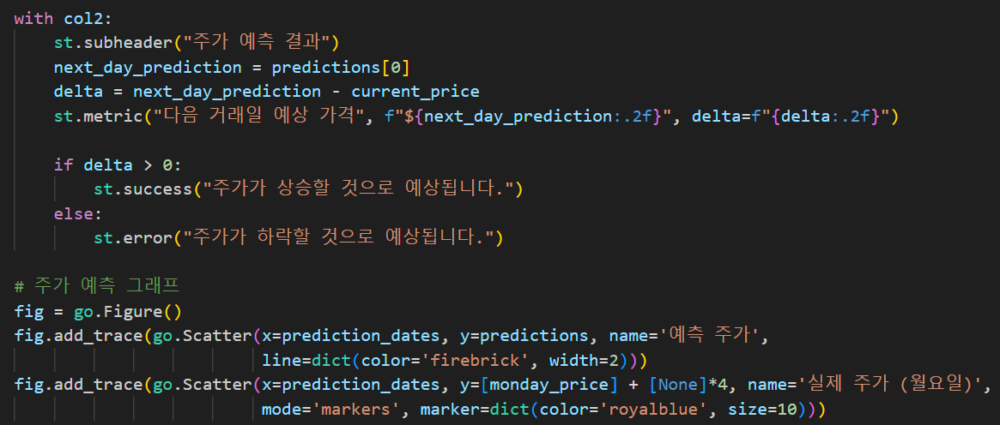 with col2:
    st.subheader("주가 예측 결과")
    next_day_prediction = predictions[0]
    delta = next_day_prediction - current_price
    st.metric("다음 거래일 예상 가격", f"${next_day_prediction:.2f}", delta=f"{delta:.2f}")

    if delta > 0:
        st.success("주가가 상승할 것으로 예상됩니다.")
    else:
        st.error("주가가 하락할 것으로 예상됩니다.")

# 주가 예측 그래프
fig = go.Figure()
fig.add_trace(go.Scatter(x=prediction_dates, y=predictions, name='예측 주가',
                         line=dict(color='firebrick', width=2)))
fig.add_trace(go.Scatter(x=prediction_dates, y=[monday_price] + [None]*4, name='실제 주가 (월요일)',
                         mode='markers', marker=dict(color='royalblue', size=10)))